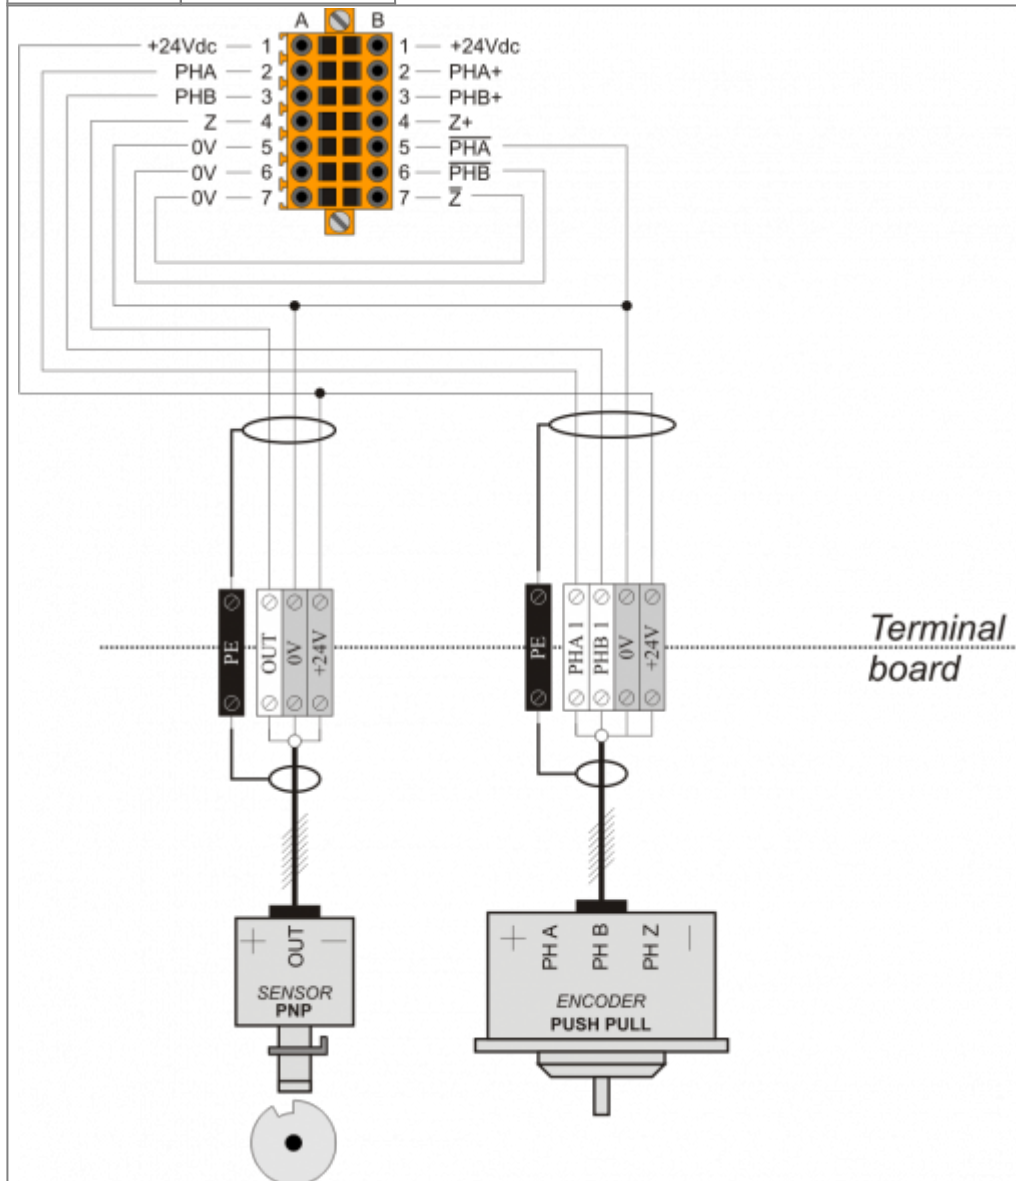 A B
+24Vdc 1 1 +24Vdc
PHA 2 2 PHA+
PHB 3 3 PHB+
Z 4 4 Z+
0V 5 5 P̅H̅A̅
0V 6 6 P̅H̅B̅
0V 7 7 Z̅
PE OUT 0V +24V
PE PHA 1 PHB 1 0V +24V
Terminal
board
+ OUT −
SENSOR
PNP
+ PH A PH B PH Z −
ENCODER
PUSH PULL